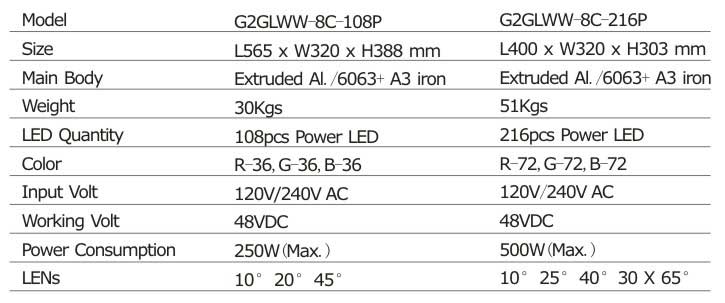 Model G2GLWW-8C-108P G2GLWW-8C-216P
Size L565 x W320 x H388 mm L400 x W320 x H303 mm
Main Body Extruded Al./6063+ A3 iron Extruded Al./6063+ A3 iron
Weight 30Kgs 51Kgs
LED Quantity 108pcs Power LED 216pcs Power LED
Color R-36, G-36, B-36 R-72, G-72, B-72
Input Volt 120V/240V AC 120V/240V AC
Working Volt 48VDC 48VDC
Power Consumption 250W(Max.) 500W(Max.)
LENs 10° 20° 45° 10° 25° 40° 30 X 65°